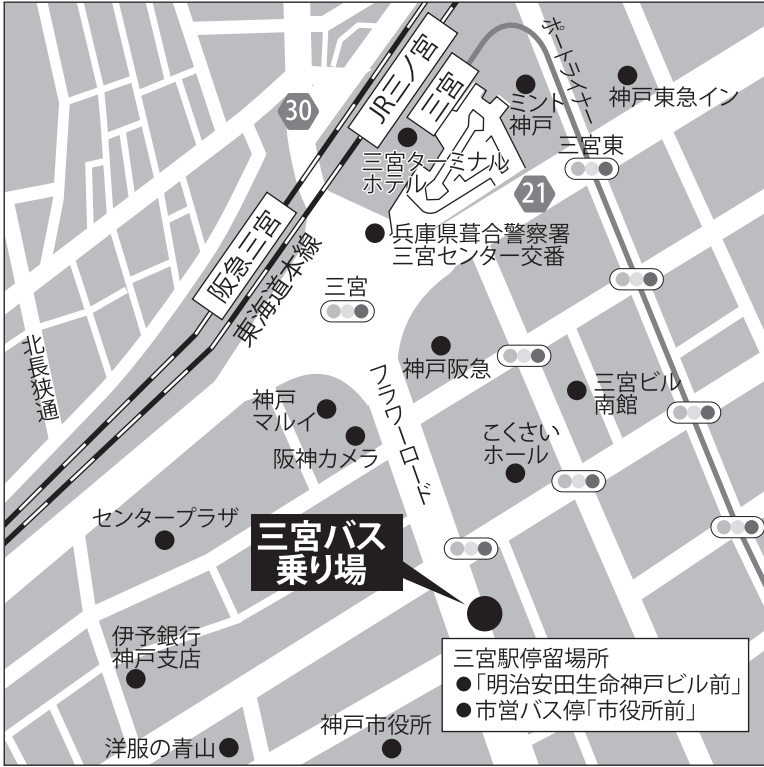 ポートライナー
JR三ノ宮
三宮
30
ミント
神戸
神戸東急イン
三宮ターミナル
ホテル
三宮東
21
兵庫県葺合警察署
三宮センター交番
阪急三宮
東海道本線
三宮
北長狭通
神戸阪急
フラワーロード
三宮ビル
南館
神戸
マルイ
阪神カメラ
こくさい
ホール
センタープラザ
三宮バス
乗り場
伊予銀行
神戸支店
三宮駅停留場所
●「明治安田生命神戸ビル前」
●市営バス停「市役所前」
神戸市役所
洋服の青山